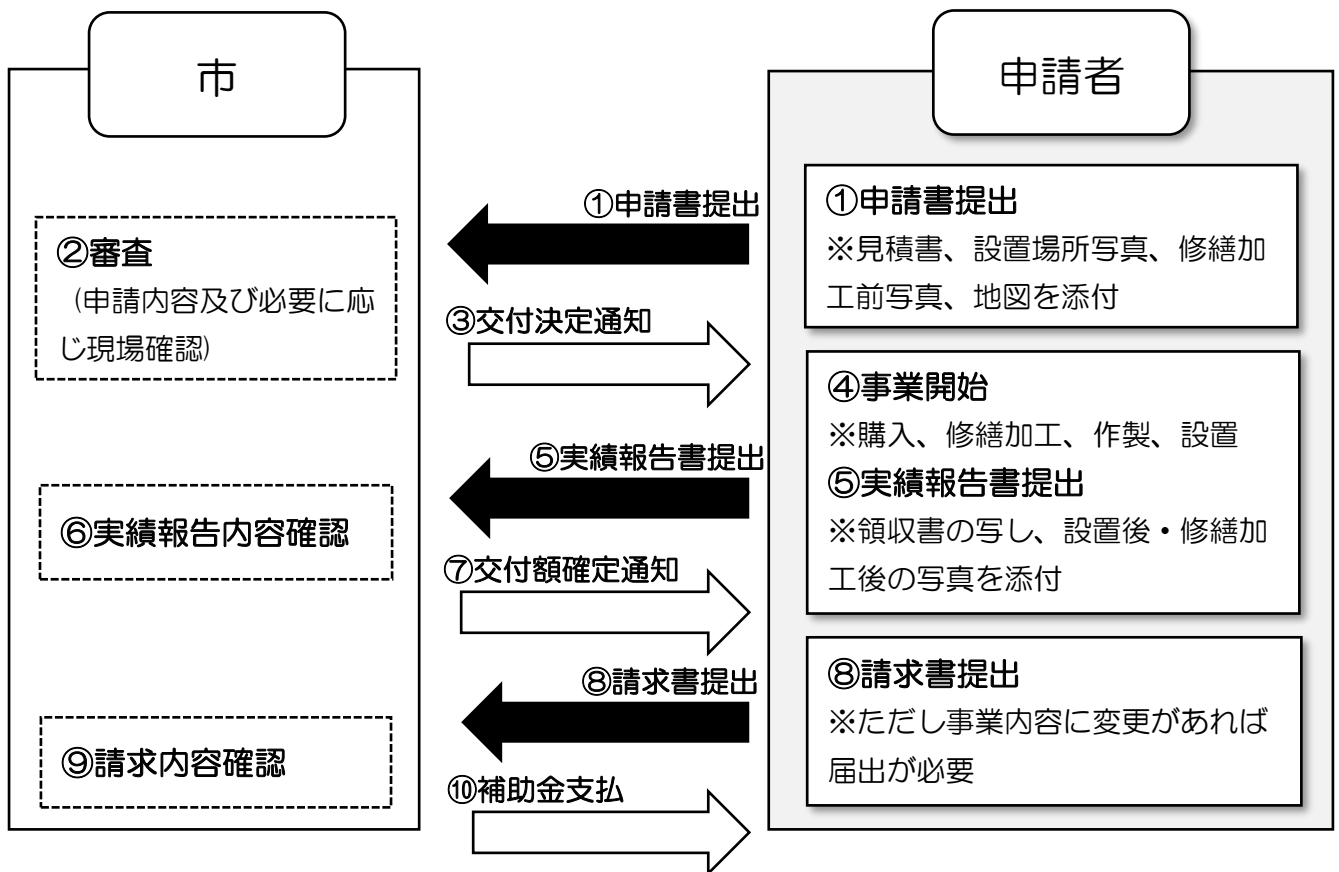 市
申請者
①申請書提出
①申請書提出
※見積書、設置場所写真、修繕加
工前写真、地図を添付
②審査
（申請内容及び必要に応
じ現場確認）
③交付決定通知
④事業開始
※購入、修繕加工、作製、設置
⑤実績報告書提出
⑤実績報告書提出
※領収書の写し、設置後・修繕加
工後の写真を添付
⑥実績報告内容確認
⑦交付額確定通知
⑧請求書提出
⑧請求書提出
※ただし事業内容に変更があれば
届出が必要
⑨請求内容確認
⑩補助金支払